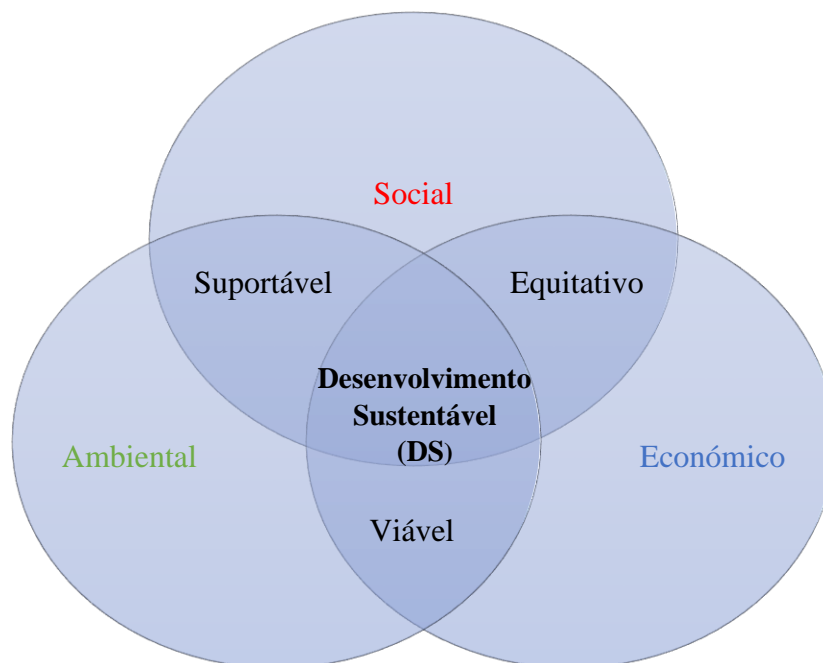 Social
Suportável
Equitativo
Desenvolvimento
Sustentável
(DS)
Ambiental
Económico
Viável